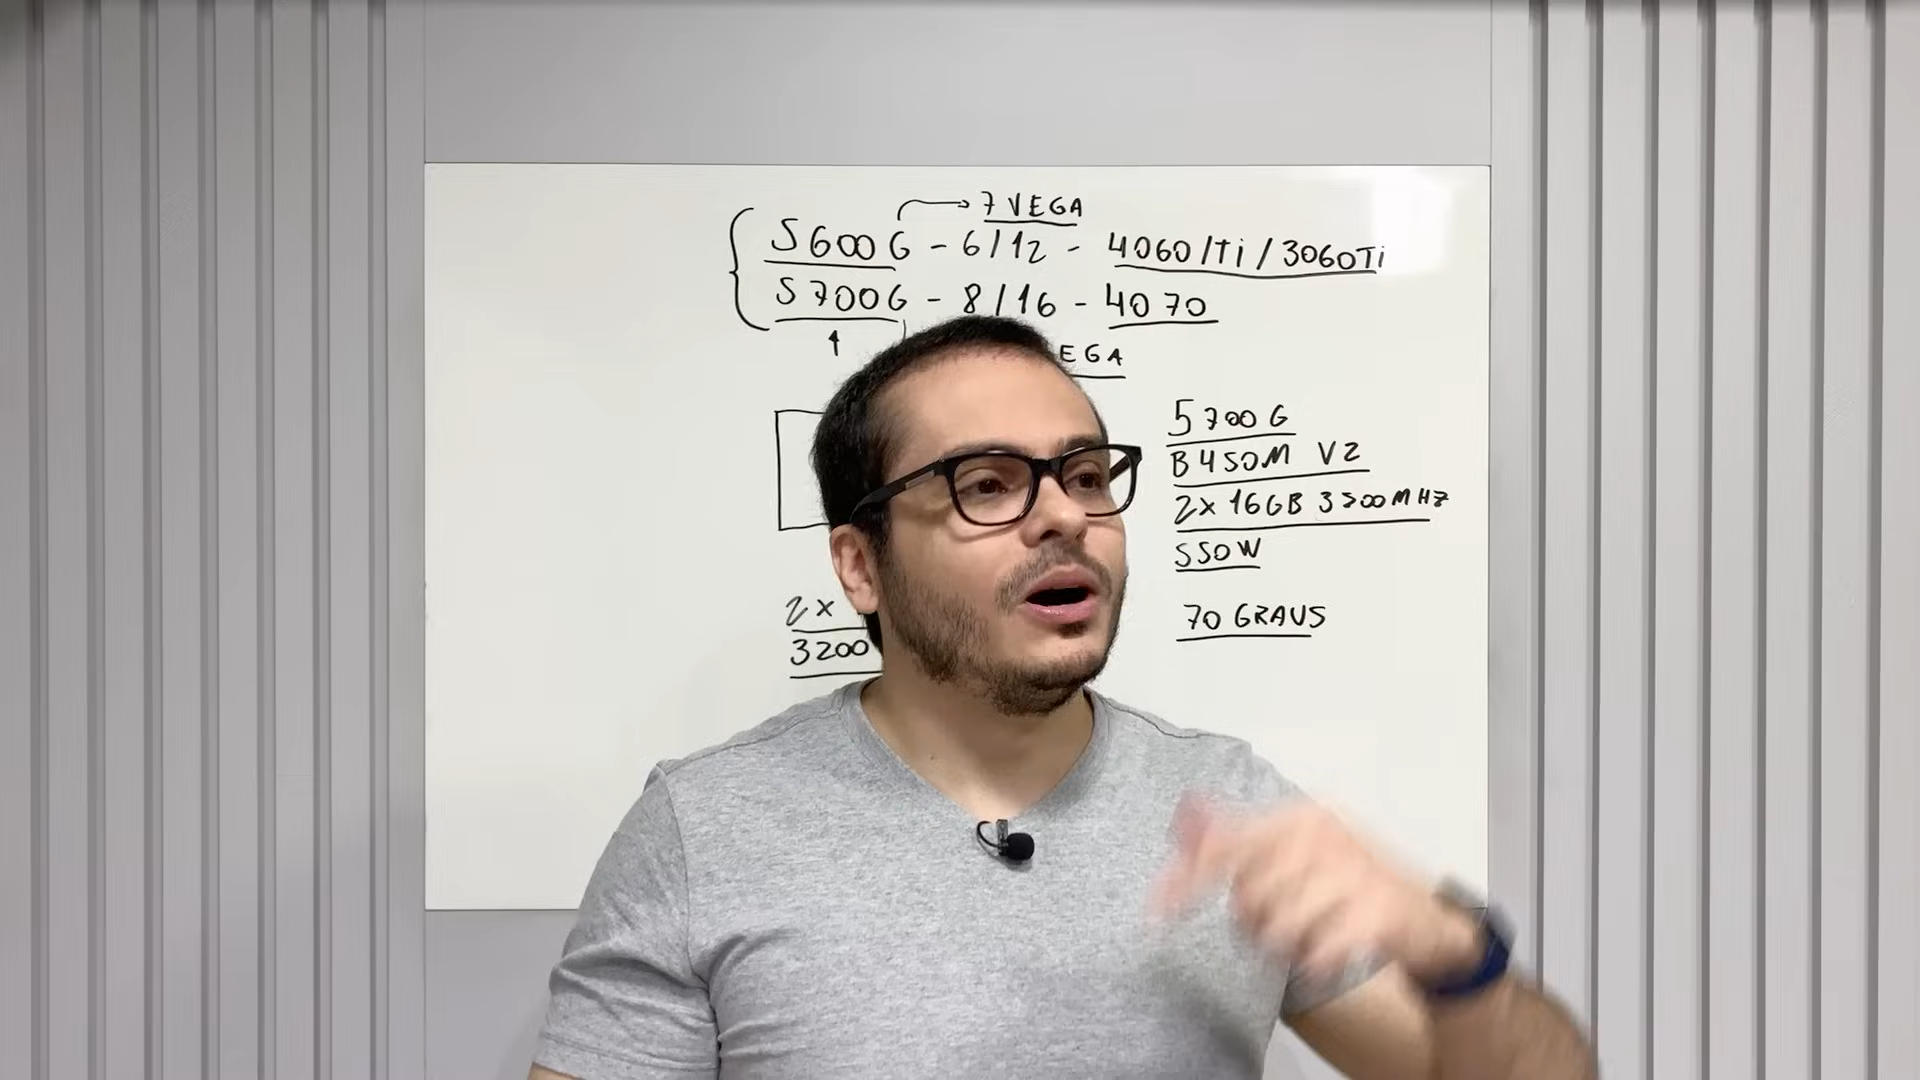 7 VEGA
5600G - 6/12 - 4060/Ti/3060Ti
5700G - 8/16 - 4070
EGA
5700G
B450M V2
2x 16GB 3200MHz
550W
70 GRAUS
2x
3200